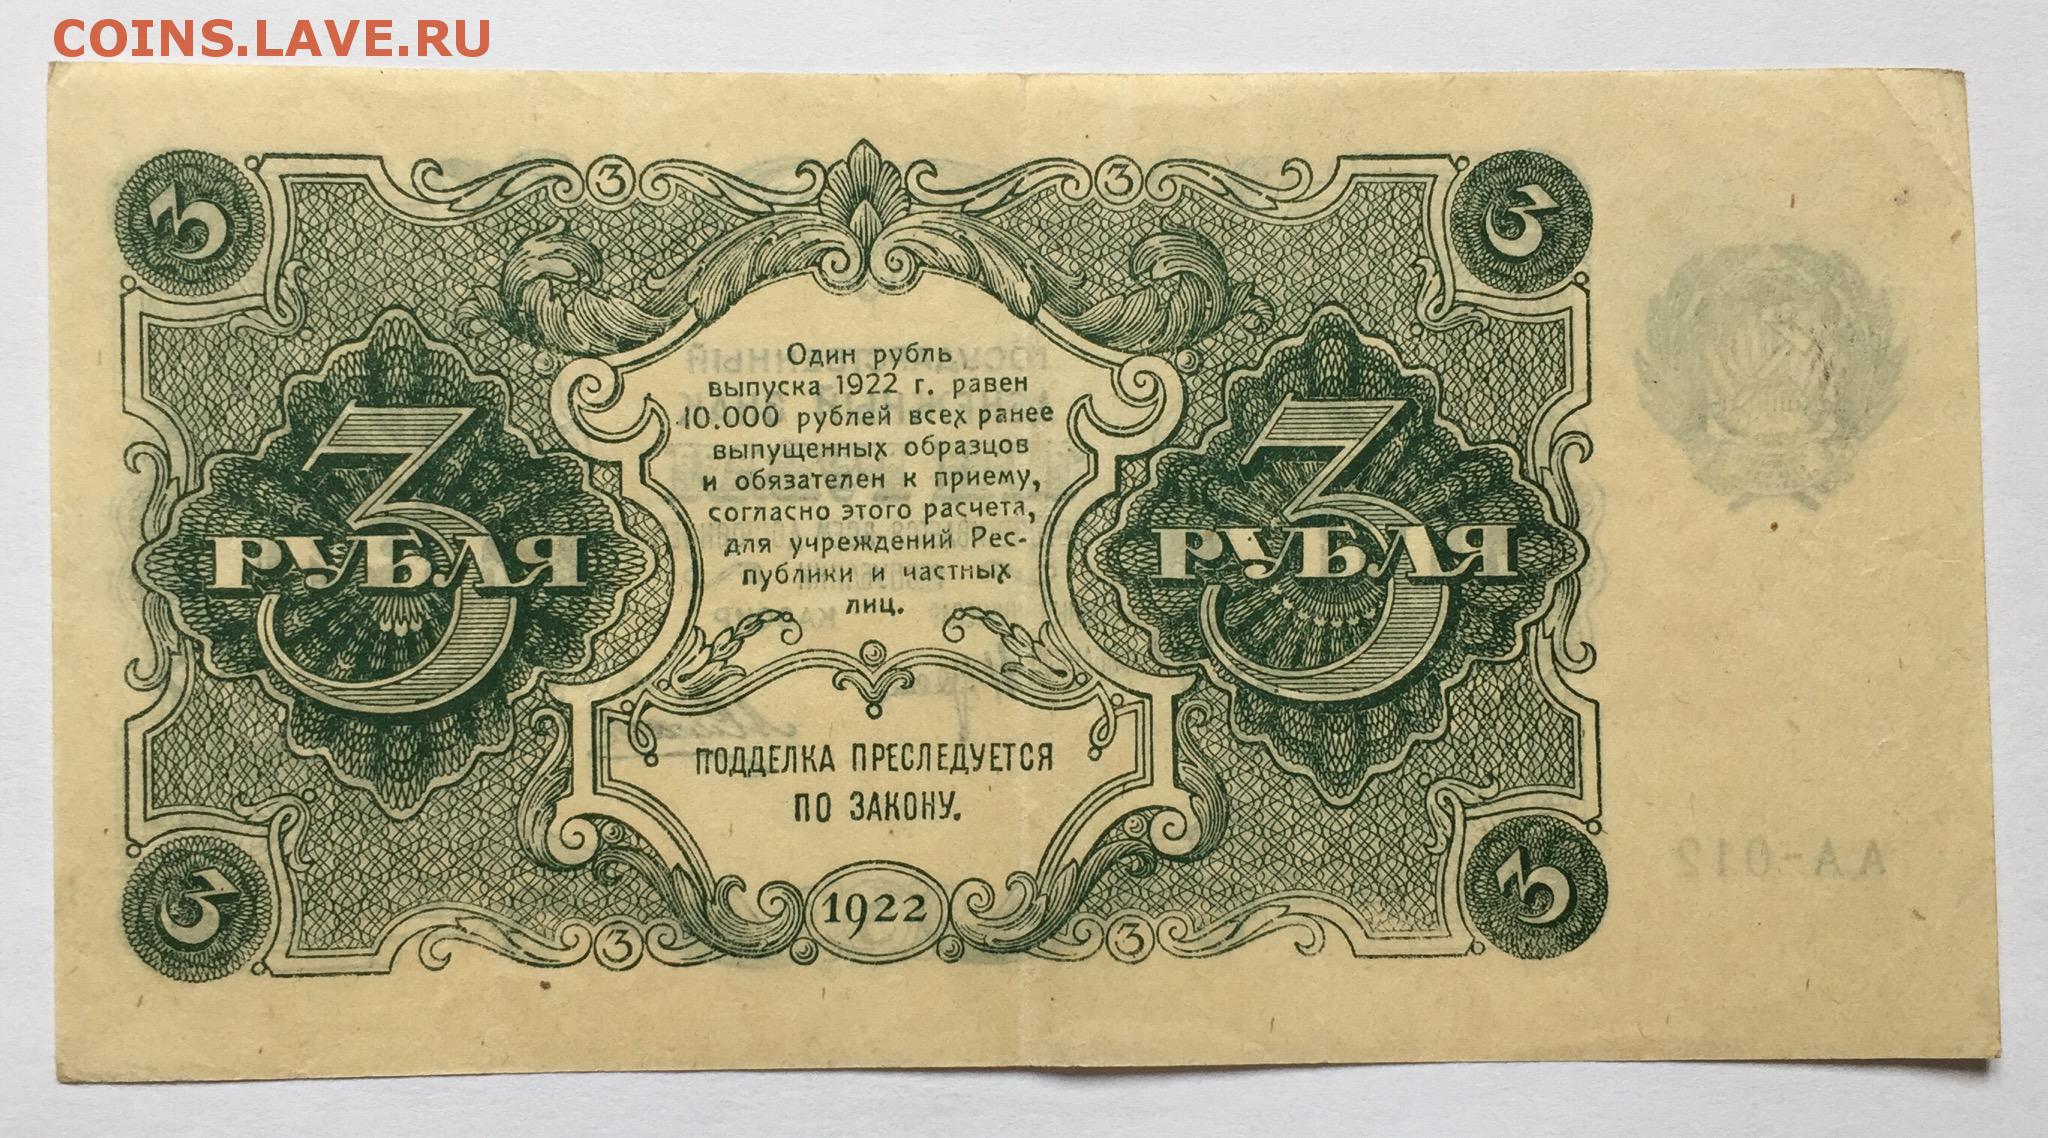 COINS.LAVE.RU
3 3 3 3
Один рубль
выпуска 1922 г. равен
10.000 рублей всех ранее
выпущенных образцов
и обязателен к приему,
согласно этого расчета,
для учреждений Рес-
публики и частных
лиц.
3 РУБЛЯ
3 РУБЛЯ
ПОДДЕЛКА ПРЕСЛЕДУЕТСЯ
ПО ЗАКОНУ.
АА-012
3 3 1922 3 3